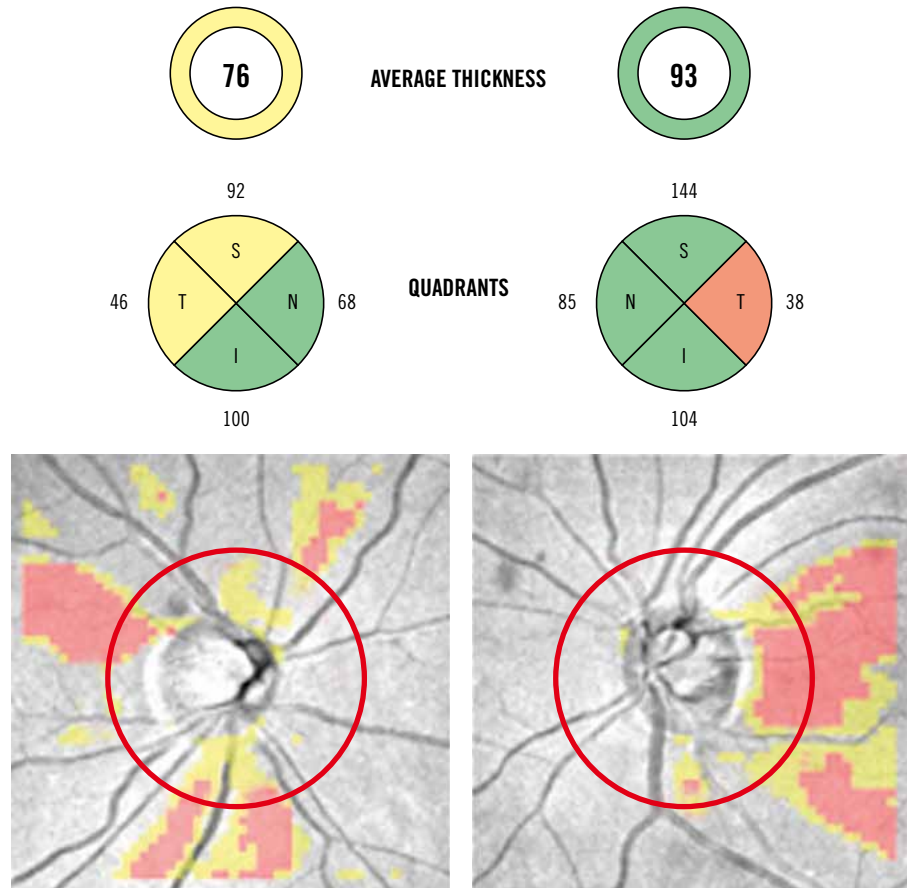 76 AVERAGE THICKNESS 93
92 144
S S
46 T N 68 QUADRANTS 85 N T 38
I I
100 104